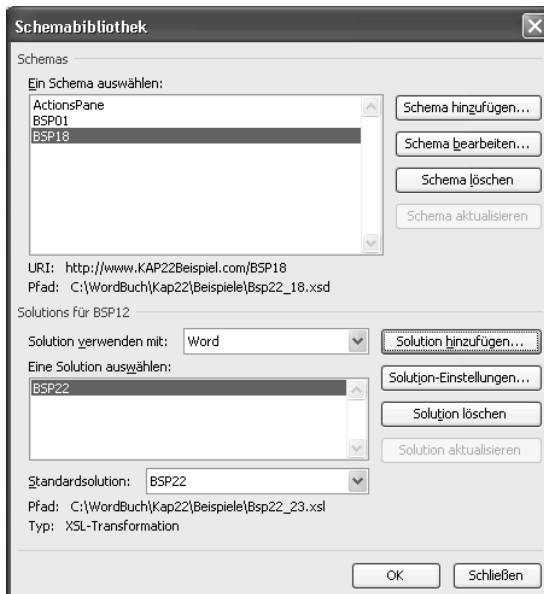 Schemabibliothek
Schemas
Ein Schema auswählen:
ActionsPane
BSP01
BSP18
Schema hinzufügen...
Schema bearbeiten...
Schema löschen
Schema aktualisieren
URI: http://www.KAP22Beispiel.com/BSP18
Pfad: C:\WordBuch\Kap22\Beispiele\Bsp22_18.xsd
Solutions für BSP12
Solution verwenden mit: Word
Solution hinzufügen...
Eine Solution auswählen:
BSP22
Solution-Einstellungen...
Solution löschen
Solution aktualisieren
Standardsolution: BSP22
Pfad: C:\WordBuch\Kap22\Beispiele\Bsp22_23.xsl
Typ: XSL-Transformation
OK Schließen